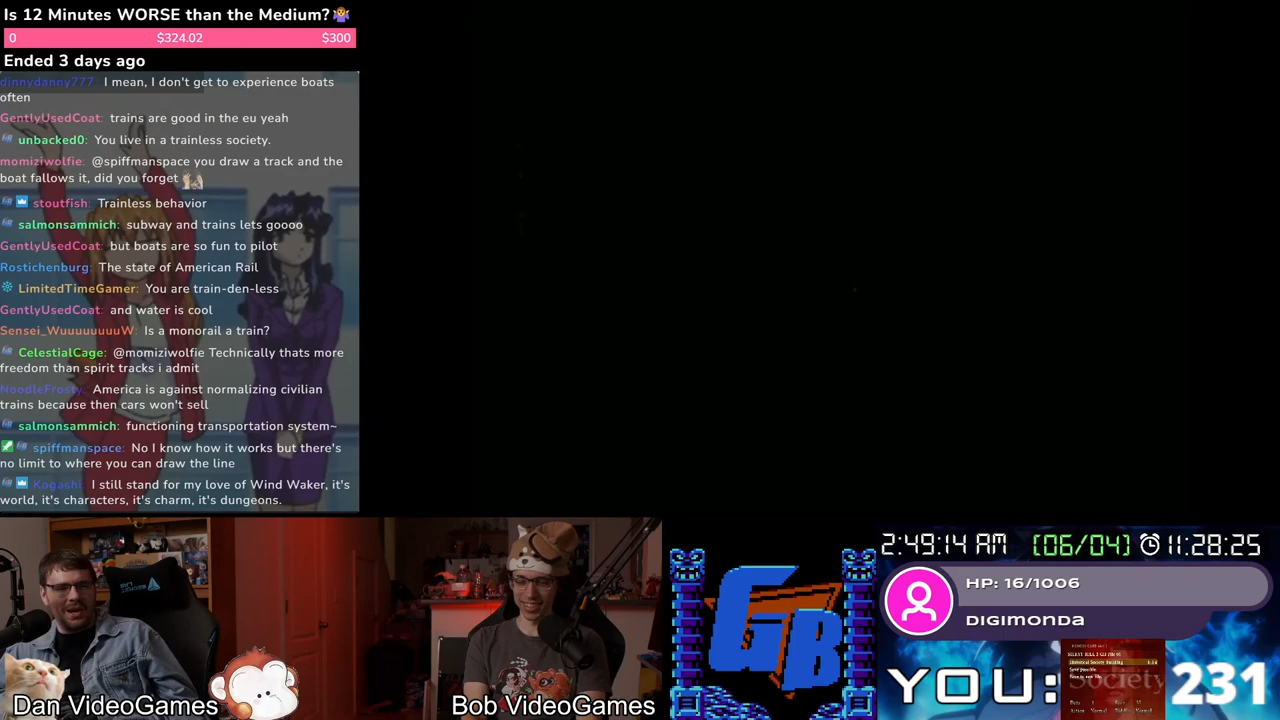 Is 12 Minutes WORSE than the Medium?🤷‍♀️
0 $324.02 $300
Ended 3 days ago
dinnydanny777: I mean, I don't get to experience boats
often
GentlyUsedCoat: trains are good in the eu yeah
unbacked0: You live in a trainless society.
momiziwolfie: @spiffmanspace you draw a track and the
boat fallows it, did you forget
stoutfish: Trainless behavior
salmonsammich: subway and trains lets goooo
GentlyUsedCoat: but boats are so fun to pilot
Rostichenburg: The state of American Rail
LimitedTimeGamer: You are train-den-less
GentlyUsedCoat: and water is cool
Sensei_WuuuuuuuuW: Is a monorail a train?
CelestialCage: @momiziwolfie Technically thats more
freedom than spirit tracks i admit
NoodleFrosty: America is against normalizing civilian
trains because then cars won't sell
salmonsammich: functioning transportation system~
spiffmanspace: No I know how it works but there's
no limit to where you can draw the line
Kogashi: I still stand for my love of Wind Waker, it's
world, it's characters, it's charm, it's dungeons.
Dan VideoGames
Bob VideoGames
GB
2:49:14 AM [06/04] 11:28:25
HP: 16/1006
DIGIMONDA
YOU: 231
Society